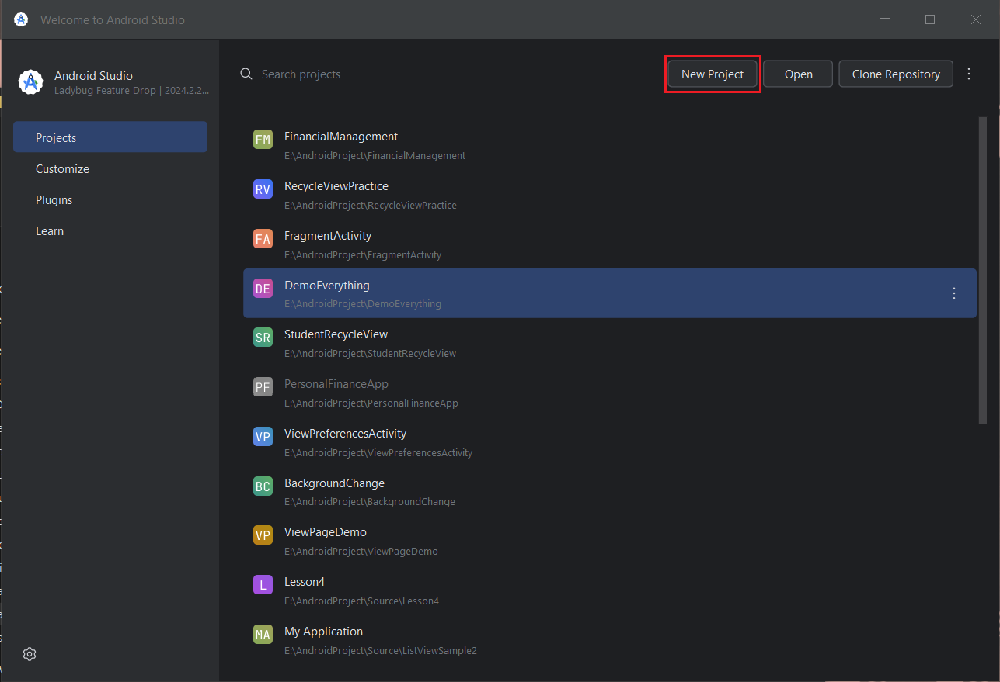 Welcome to Android Studio
Android Studio
Ladybug Feature Drop | 2024.2.2...
Projects
Customize
Plugins
Learn
Search projects
New Project
Open
Clone Repository
FM
FinancialManagement
E:\AndroidProject\FinancialManagement
RV
RecycleViewPractice
E:\AndroidProject\RecycleViewPractice
FA
FragmentActivity
E:\AndroidProject\FragmentActivity
DE
DemoEverything
E:\AndroidProject\DemoEverything
SR
StudentRecycleView
E:\AndroidProject\StudentRecycleView
PF
PersonalFinanceApp
E:\AndroidProject\PersonalFinanceApp
VP
ViewPreferencesActivity
E:\AndroidProject\ViewPreferencesActivity
BC
BackgroundChange
E:\AndroidProject\BackgroundChange
VP
ViewPageDemo
E:\AndroidProject\ViewPageDemo
L
Lesson4
E:\AndroidProject\Source\Lesson4
MA
My Application
E:\AndroidProject\Source\ListViewSample2